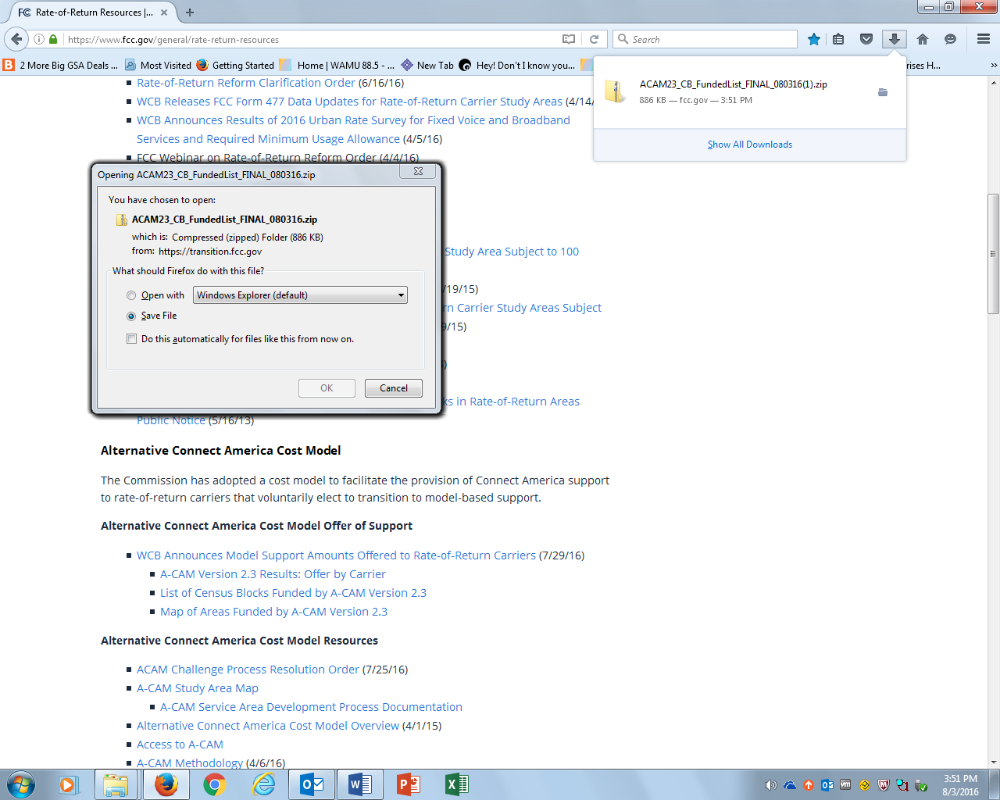 Rate-of-Return Resources |...
https://www.fcc.gov/general/rate-return-resources
Search
2 More Big GSA Deals ...
Most Visited
Getting Started
Home | WAMU 88.5 - ...
New Tab
Hey! Don't I know you...
rises H...
ACAM23_CB_FundedList_FINAL_080316(1).zip
886 KB — fcc.gov — 3:51 PM
Show All Downloads
Rate-of-Return Reform Clarification Order (6/16/16)
WCB Releases FCC Form 477 Data Updates for Rate-of-Return Carrier Study Areas (4/14/
WCB Announces Results of 2016 Urban Rate Survey for Fixed Voice and Broadband
Services and Required Minimum Usage Allowance (4/5/16)
FCC Webinar on Rate-of-Return Reform Order (4/4/16)
Opening ACAM23_CB_FundedList_FINAL_080316.zip
You have chosen to open:
ACAM23_CB_FundedList_FINAL_080316.zip
which is: Compressed (zipped) Folder (886 KB)
from: https://transition.fcc.gov
What should Firefox do with this file?
Open with
Windows Explorer (default)
Save File
Do this automatically for files like this from now on.
OK
Cancel
Study Area Subject to 100
/19/15)
rn Carrier Study Areas Subject
9/15)
ks in Rate-of-Return Areas
Public Notice (5/16/13)
Alternative Connect America Cost Model
The Commission has adopted a cost model to facilitate the provision of Connect America support
to rate-of-return carriers that voluntarily elect to transition to model-based support.
Alternative Connect America Cost Model Offer of Support
WCB Announces Model Support Amounts Offered to Rate-of-Return Carriers (7/29/16)
A-CAM Version 2.3 Results: Offer by Carrier
List of Census Blocks Funded by A-CAM Version 2.3
Map of Areas Funded by A-CAM Version 2.3
Alternative Connect America Cost Model Resources
ACAM Challenge Process Resolution Order (7/25/16)
A-CAM Study Area Map
A-CAM Service Area Development Process Documentation
Alternative Connect America Cost Model Overview (4/1/15)
Access to A-CAM
A-CAM Methodology (4/6/16)
3:51 PM
8/3/2016